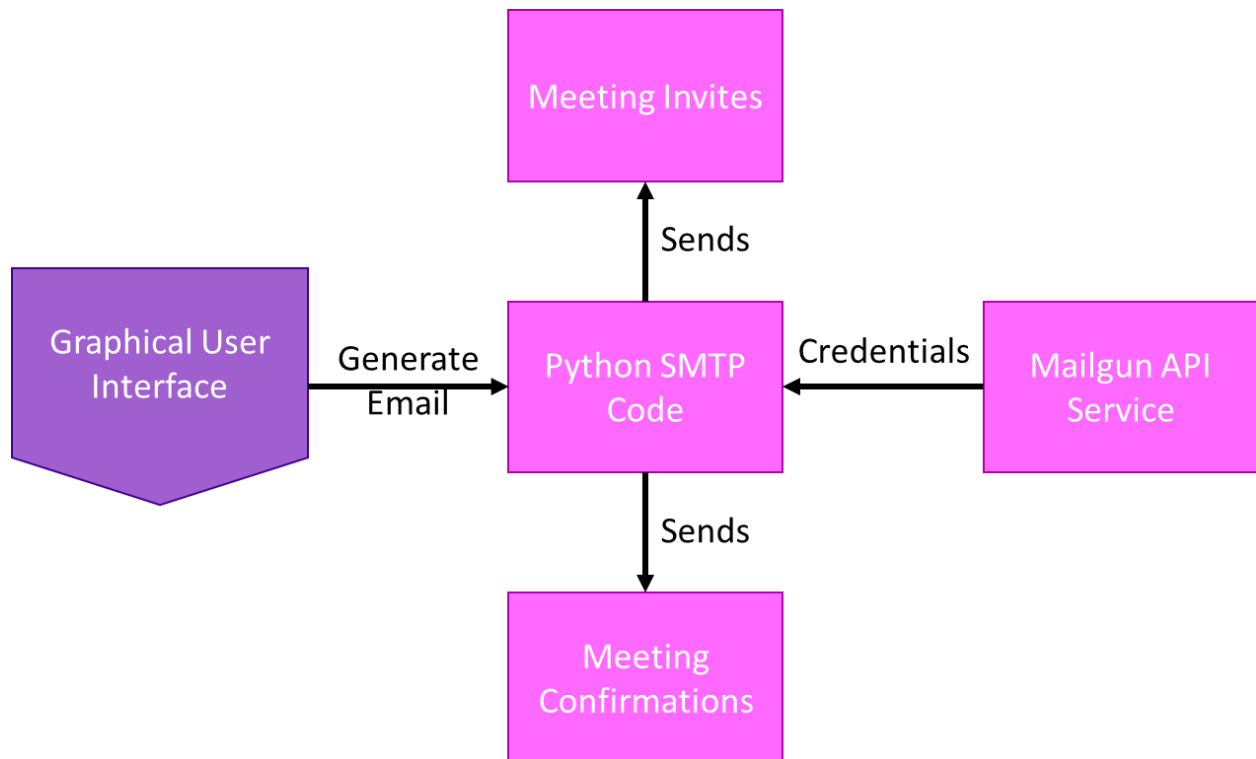 Meeting Invites
Sends
Graphical User
Interface
Generate
Email
Python SMTP
Code
Credentials
Mailgun API
Service
Sends
Meeting
Confirmations